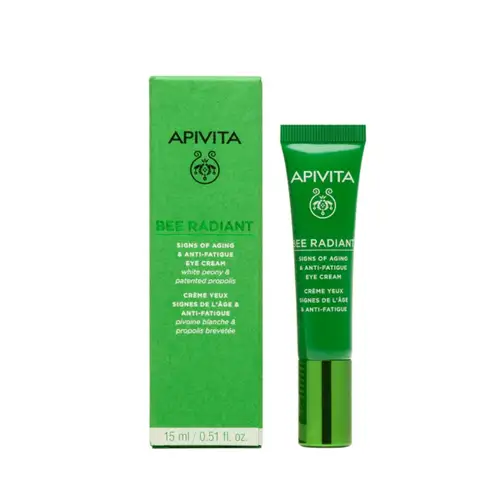 APIVITA
BEE RADIANT
SIGNS OF AGING
& ANTI-FATIGUE
EYE CREAM
white peony &
patented propolis
CRÈME YEUX
SIGNES DE L'ÂGE &
ANTI-FATIGUE
pivoine blanche &
propolis brevetée
15 ml / 0.51 fl. oz.
APIVITA
BEE RADIANT
SIGNS OF AGING
& ANTI-FATIGUE
EYE CREAM
CRÈME YEUX
SIGNES DE L'ÂGE
& ANTI-FATIGUE